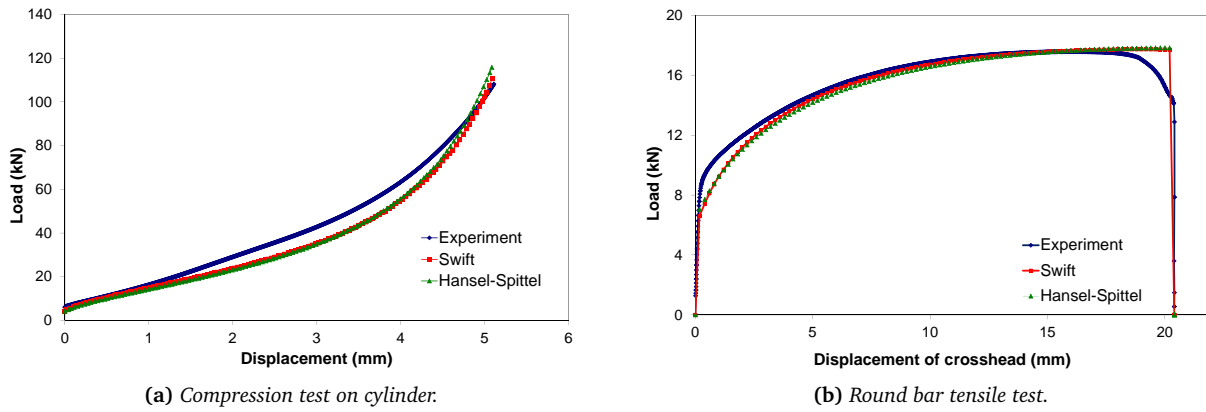 140
120
100
80
60
40
20
0
Load (kN)
Experiment
Swift
Hansel-Spittel
0 1 2 3 4 5 6
Displacement (mm)
(a) Compression test on cylinder.
20
16
12
8
4
0
Load (kN)
Experiment
Swift
Hansel-Spittel
0 5 10 15 20
Displacement of crosshead (mm)
(b) Round bar tensile test.